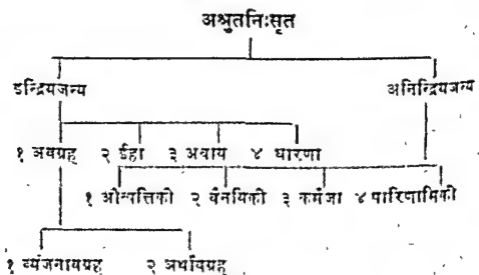 अश्रुतनिःसृत
इन्द्रियजन्य अनिन्द्रियजन्य
१ अवग्रह २ ईहा ३ अवाय ४ धारणा
१ औत्पत्तिकी २ वैनयिकी ३ कर्मजा ४ पारिणामिकी
१ व्यंजनावग्रह २ अर्थावग्रह